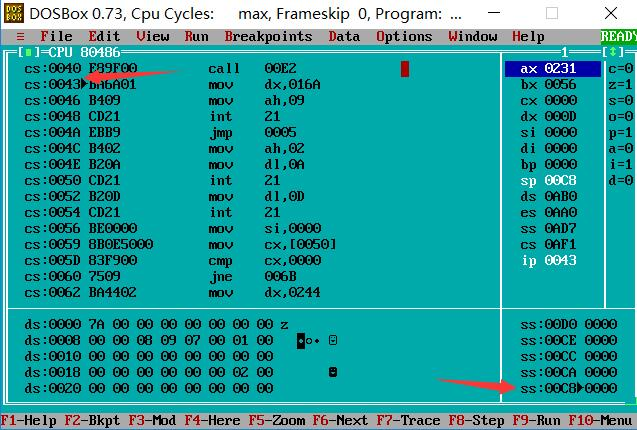 DOSBox 0.73, Cpu Cycles: max, Frameskip 0, Program: ...
≡ File Edit View Run Breakpoints Data Options Window Help READY
[■]=CPU 80486 1 [↕]
cs:0040 E89F00 call 00E2 ax 0231 c=0
cs:0043▶BA6A01 mov dx,016A bx 0056 z=1
cs:0046 B409 mov ah,09 cx 0000 s=0
cs:0048 CD21 int 21 dx 000D o=0
cs:004A EBB9 jmp 0005 si 0000 p=1
cs:004C B402 mov ah,02 di 0000 a=0
cs:004E B20A mov dl,0A bp 0000 i=1
cs:0050 CD21 int 21 sp 00C8 d=0
cs:0052 B20D mov dl,0D ds 0AB0
cs:0054 CD21 int 21 es 0AA0
cs:0056 BE0000 mov si,0000 ss 0AD7
cs:0059 8B0E5000 mov cx,[0050] cs 0AF1
cs:005D 83F900 cmp cx,0000 ip 0043
cs:0060 7509 jne 006B
cs:0062 BA4402 mov dx,0244
ds:0000 7A 00 00 00 00 00 00 00 z ss:00D0 0000
ds:0008 00 00 08 09 07 00 01 00 ss:00CE 0000
ds:0010 00 00 00 00 00 00 00 00 ss:00CC 0000
ds:0018 00 00 00 00 00 00 02 00 ss:00CA 0000
ds:0020 00 00 00 00 00 00 00 00 ss:00C8▶0000
F1-Help F2-Bkpt F3-Mod F4-Here F5-Zoom F6-Next F7-Trace F8-Step F9-Run F10-Menu